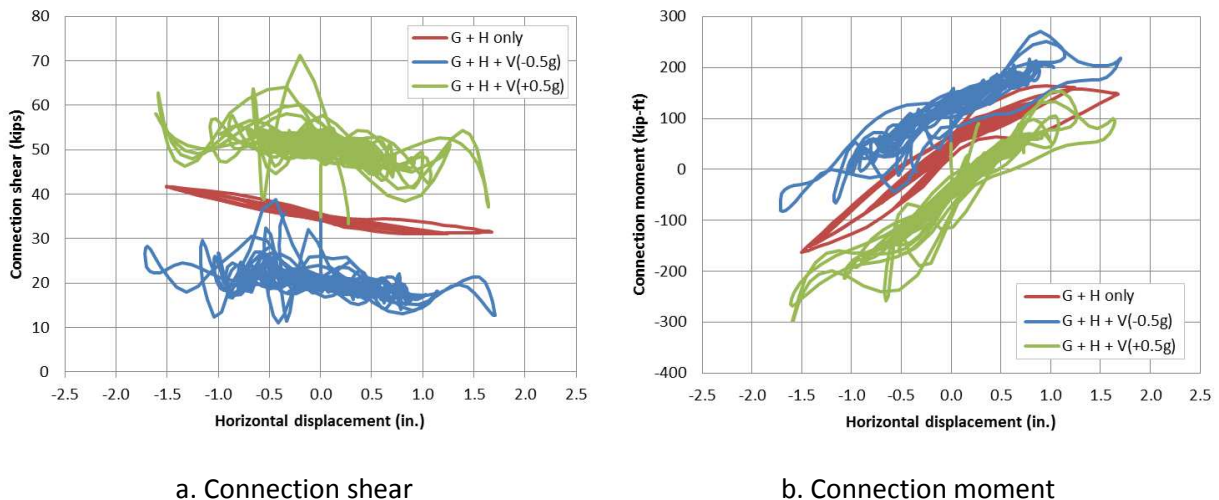 80
70
60
50
40
30
20
10
0
Connection shear (kips)
G + H only
G + H + V(-0.5g)
G + H + V(+0.5g)
-2.5 -2.0 -1.5 -1.0 -0.5 0.0 0.5 1.0 1.5 2.0 2.5
Horizontal displacement (in.)
a. Connection shear
300
200
100
0
-100
-200
-300
-400
Connection moment (kip-ft)
G + H only
G + H + V(-0.5g)
G + H + V(+0.5g)
-2.5 -2.0 -1.5 -1.0 -0.5 0.0 0.5 1.0 1.5 2.0 2.5
Horizontal displacement (in.)
b. Connection moment